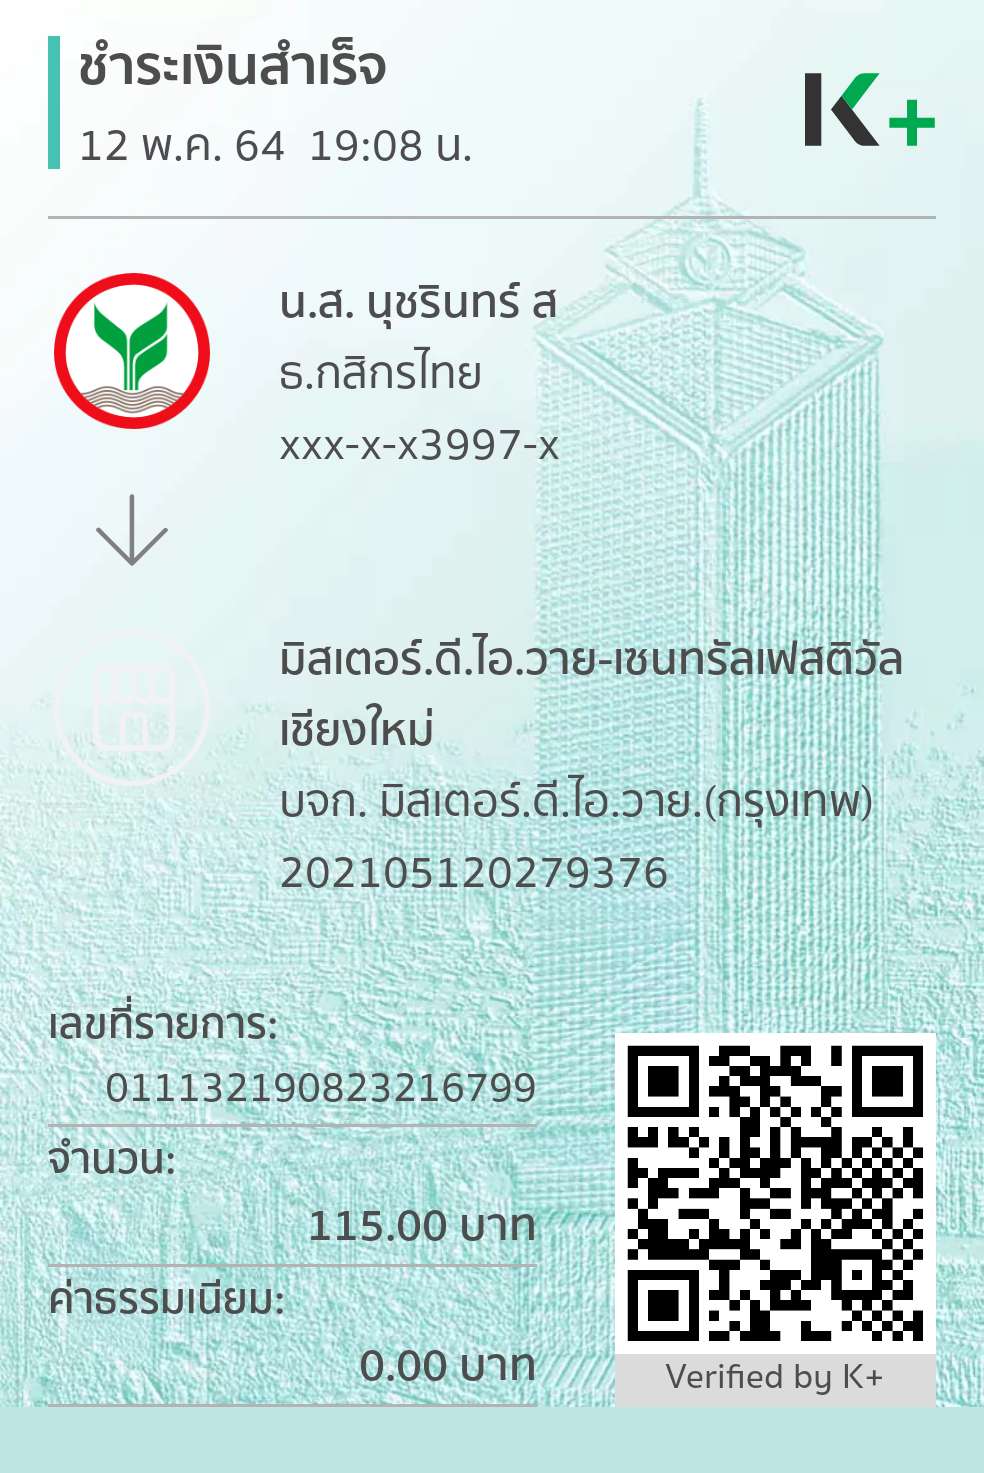 ชำระเงินสำเร็จ
12 พ.ค. 64 19:08 น.
K+
น.ส. นุชรินทร์ ส
ธ.กสิกรไทย
xxx-x-x3997-x
มิสเตอร์.ดี.ไอ.วาย-เซนทรัลเฟสติวัล
เชียงใหม่
บจก. มิสเตอร์.ดี.ไอ.วาย.(กรุงเทพ)
202105120279376
เลขที่รายการ:
011132190823216799
จำนวน:
115.00 บาท
ค่าธรรมเนียม:
0.00 บาท
Verified by K+